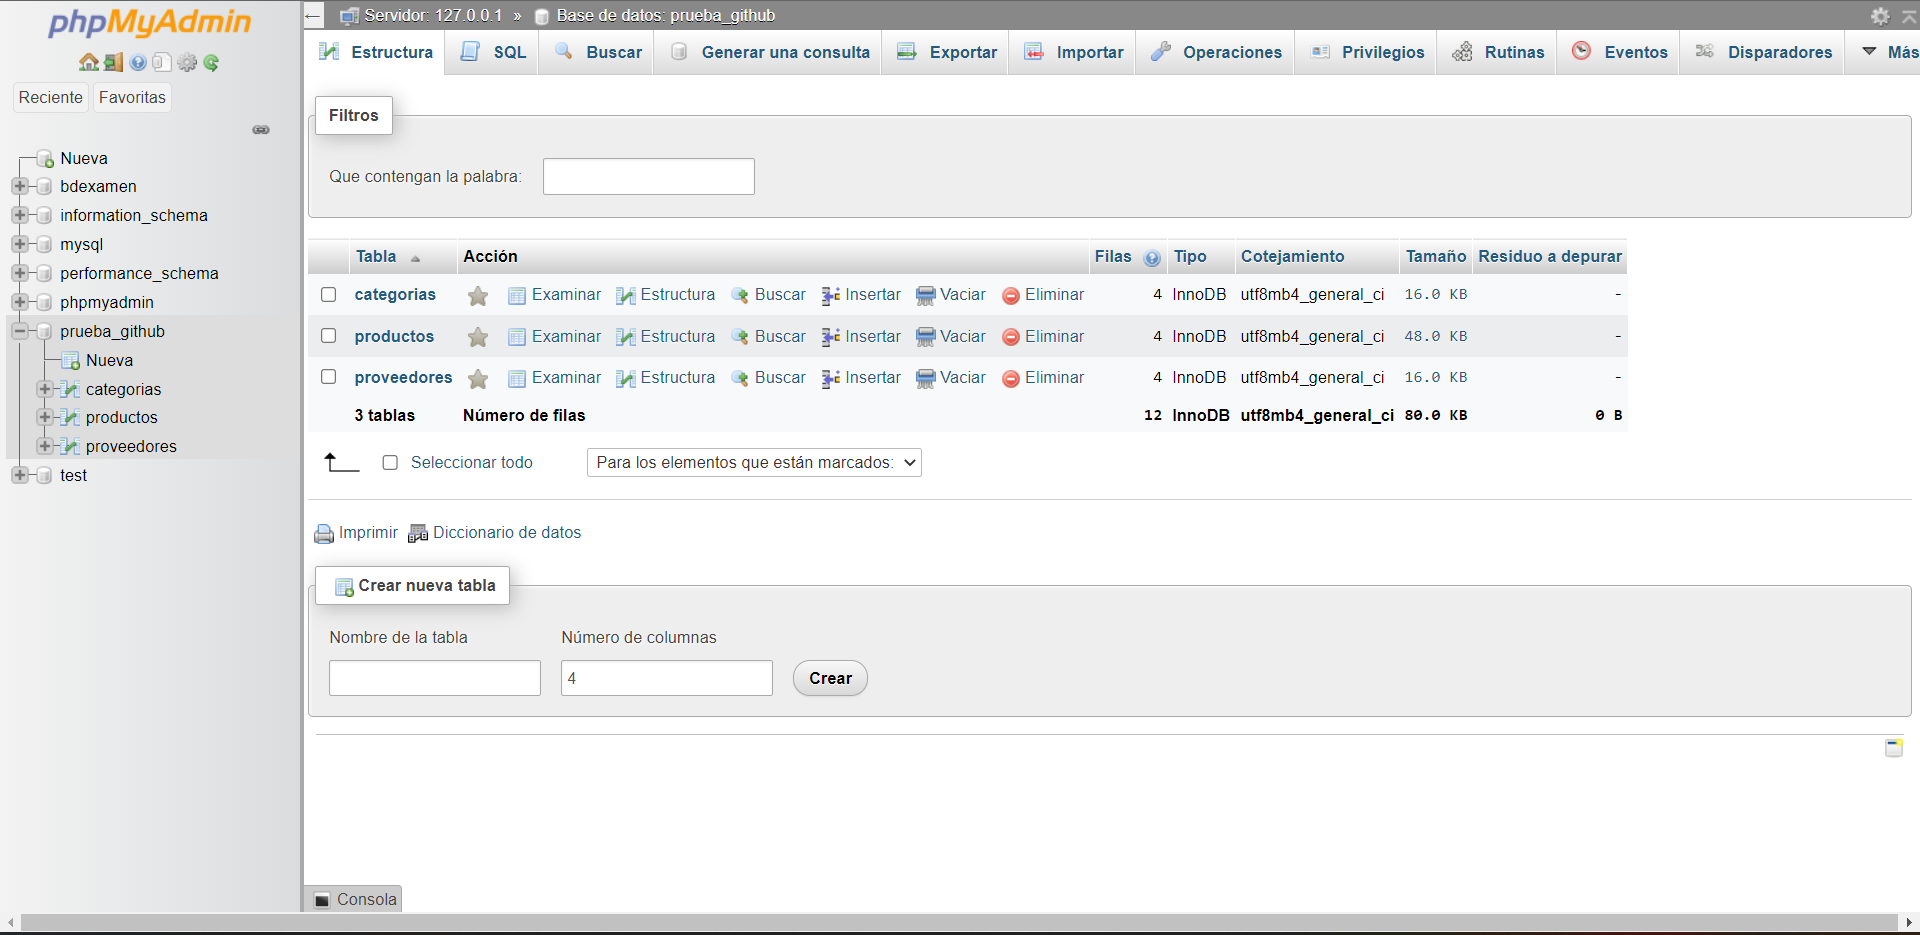 phpMyAdmin
Reciente Favoritas
Nueva
bdexamen
information_schema
mysql
performance_schema
phpmyadmin
prueba_github
Nueva
categorias
productos
proveedores
test
Servidor: 127.0.0.1 » Base de datos: prueba_github
Estructura SQL Buscar Generar una consulta Exportar Importar Operaciones Privilegios Rutinas Eventos Disparadores Más
Filtros
Que contengan la palabra:
Tabla Acción Filas Tipo Cotejamiento Tamaño Residuo a depurar
categorias Examinar Estructura Buscar Insertar Vaciar Eliminar 4 InnoDB utf8mb4_general_ci 16.0 KB -
productos Examinar Estructura Buscar Insertar Vaciar Eliminar 4 InnoDB utf8mb4_general_ci 48.0 KB -
proveedores Examinar Estructura Buscar Insertar Vaciar Eliminar 4 InnoDB utf8mb4_general_ci 16.0 KB -
3 tablas Número de filas 12 InnoDB utf8mb4_general_ci 80.0 KB 0 B
Seleccionar todo Para los elementos que están marcados:
Imprimir Diccionario de datos
Crear nueva tabla
Nombre de la tabla Número de columnas
4 Crear
Consola